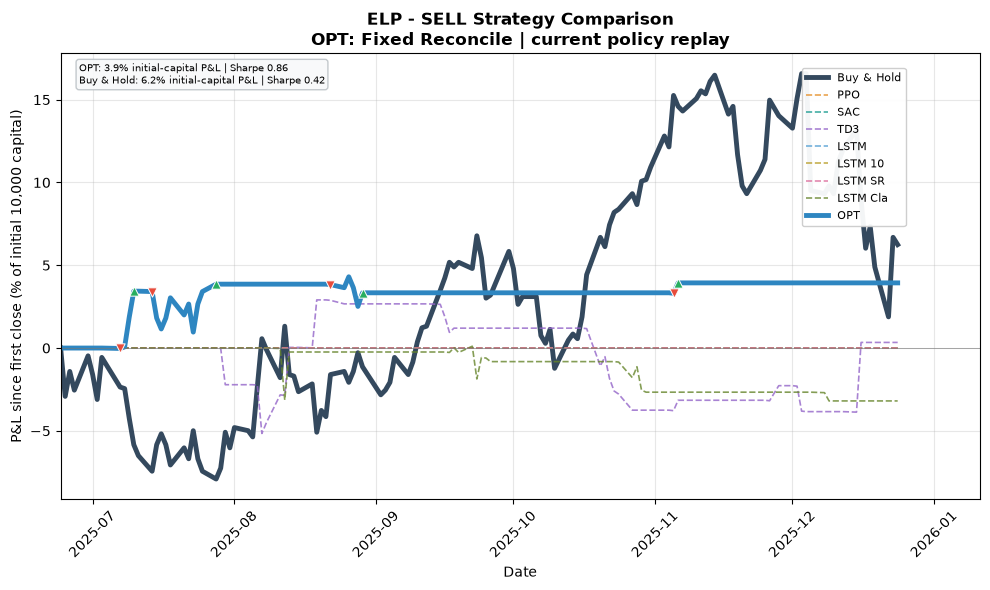 ELP - SELL Strategy Comparison
OPT: Fixed Reconcile | current policy replay
OPT: 3.9% initial-capital P&L | Sharpe 0.86
Buy & Hold: 6.2% initial-capital P&L | Sharpe 0.42
Buy & Hold
PPO
SAC
TD3
LSTM
LSTM 10
LSTM SR
LSTM Cla
OPT
P&L since first close (% of initial 10,000 capital)
15
10
5
0
−5
2025-07
2025-08
2025-09
2025-10
2025-11
2025-12
2026-01
Date